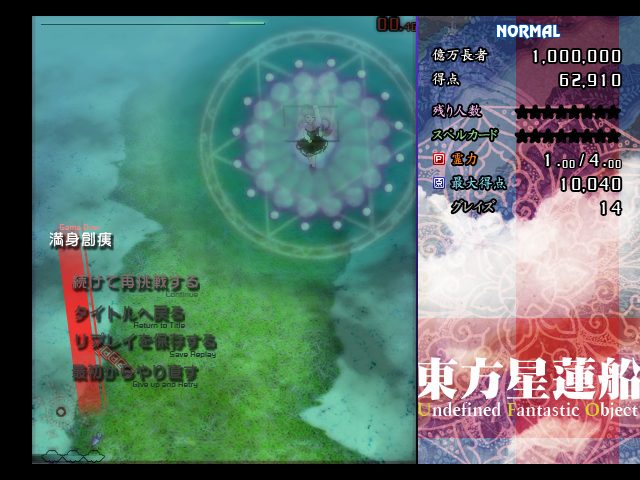 00.46
Game Over
満身創痍
続けて再挑戦する
Continue
タイトルへ戻る
Return to Title
リプレイを保存する
Save Replay
最初からやり直す
Give up and Retry
NORMAL
億万長者 1,000,000
得点 62,910
残り人数
スペルカード
P 霊力 1.00/4.00
最大得点 10,040
グレイズ 14
東方星蓮船
Undefined Fantastic Object